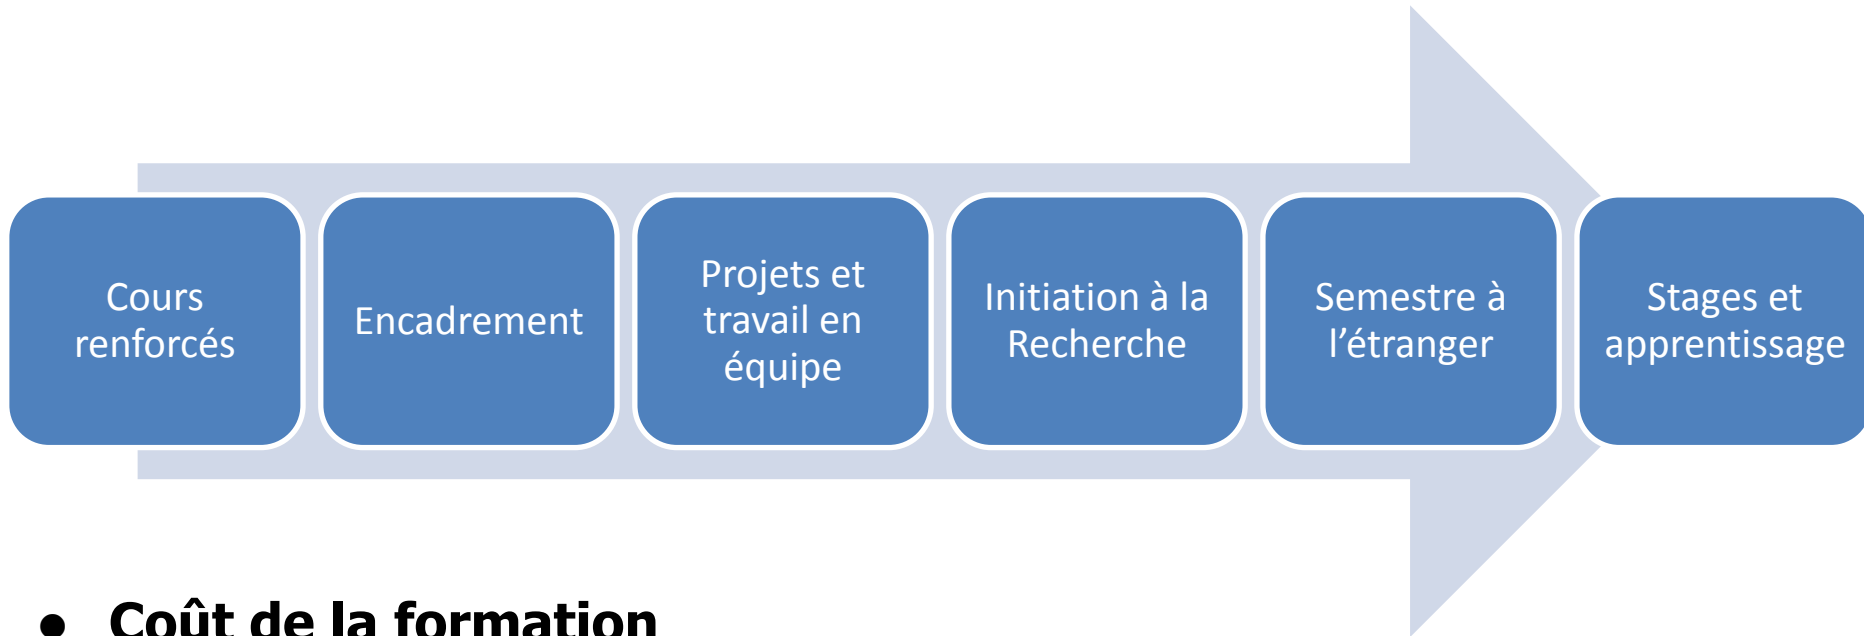 Cours
renforcés
Encadrement
Projets et
travail en
équipe
Initiation à la
Recherche
Semestre à
l’étranger
Stages et
apprentissage
● Coût de la formation